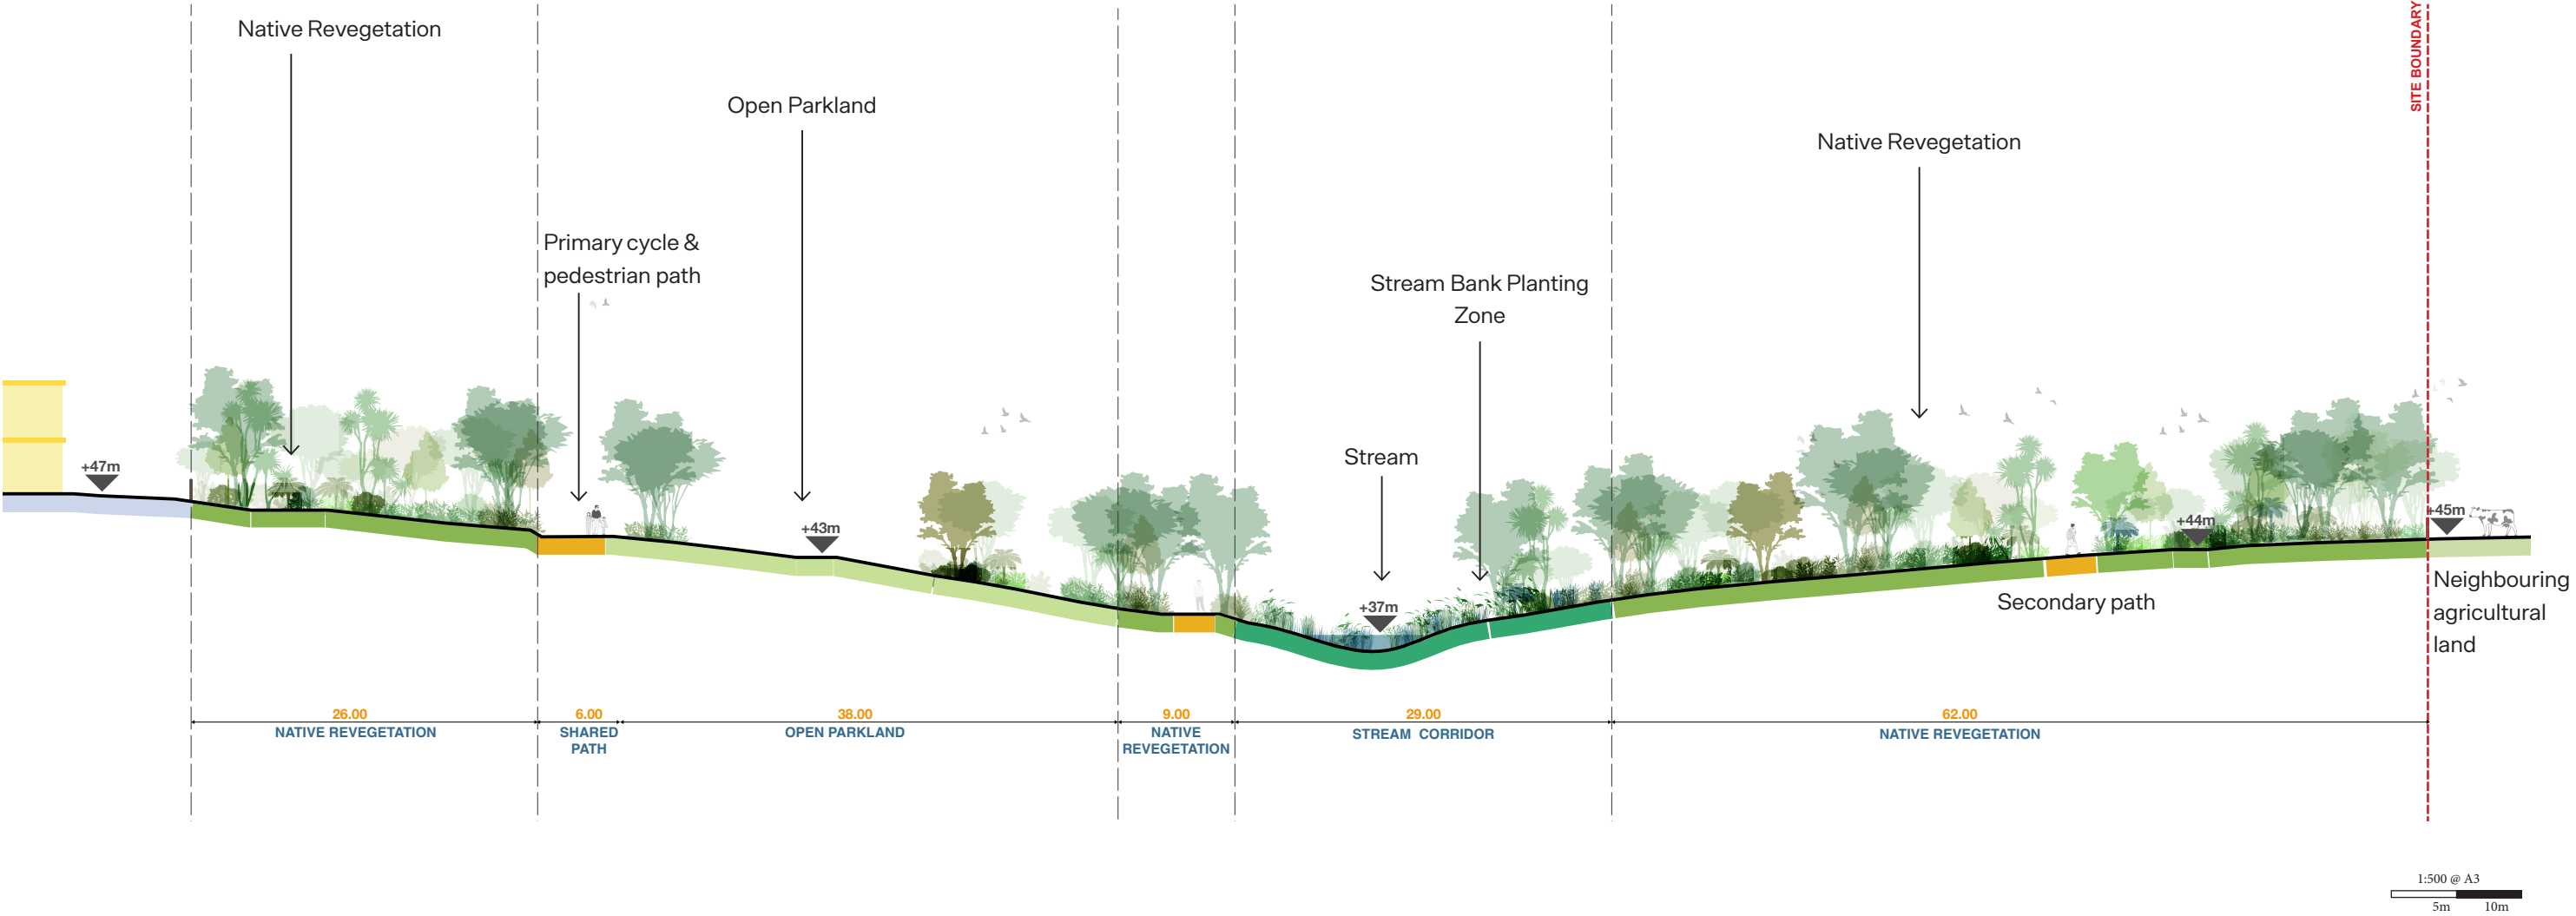 SITE BOUNDARY
Native Revegetation
Open Parkland
Native Revegetation
Primary cycle &
pedestrian path
Stream Bank Planting
Zone
Stream
+47m
+43m
+37m
+44m
+45m
Secondary path
Neighbouring
agricultural
land
26.00
NATIVE REVEGETATION
6.00
SHARED
PATH
38.00
OPEN PARKLAND
9.00
NATIVE
REVEGETATION
29.00
STREAM CORRIDOR
62.00
NATIVE REVEGETATION
1:500 @ A3
5m 10m